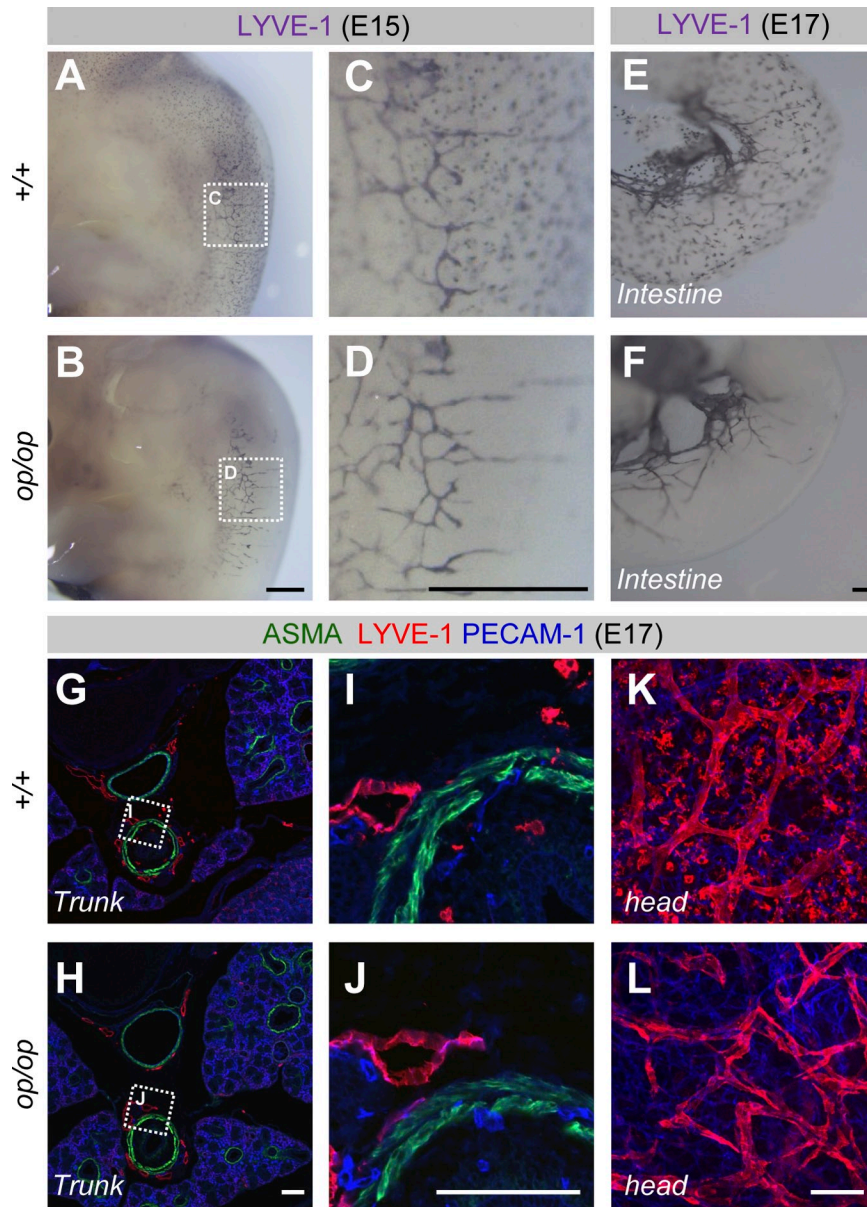 LYVE-1 (E15)
LYVE-1 (E17)
A
C
E
+/+
C
Intestine
B
D
F
op/op
D
Intestine
ASMA LYVE-1 PECAM-1 (E17)
G
I
K
+/+
I
Trunk
head
H
J
L
op/op
J
Trunk
head